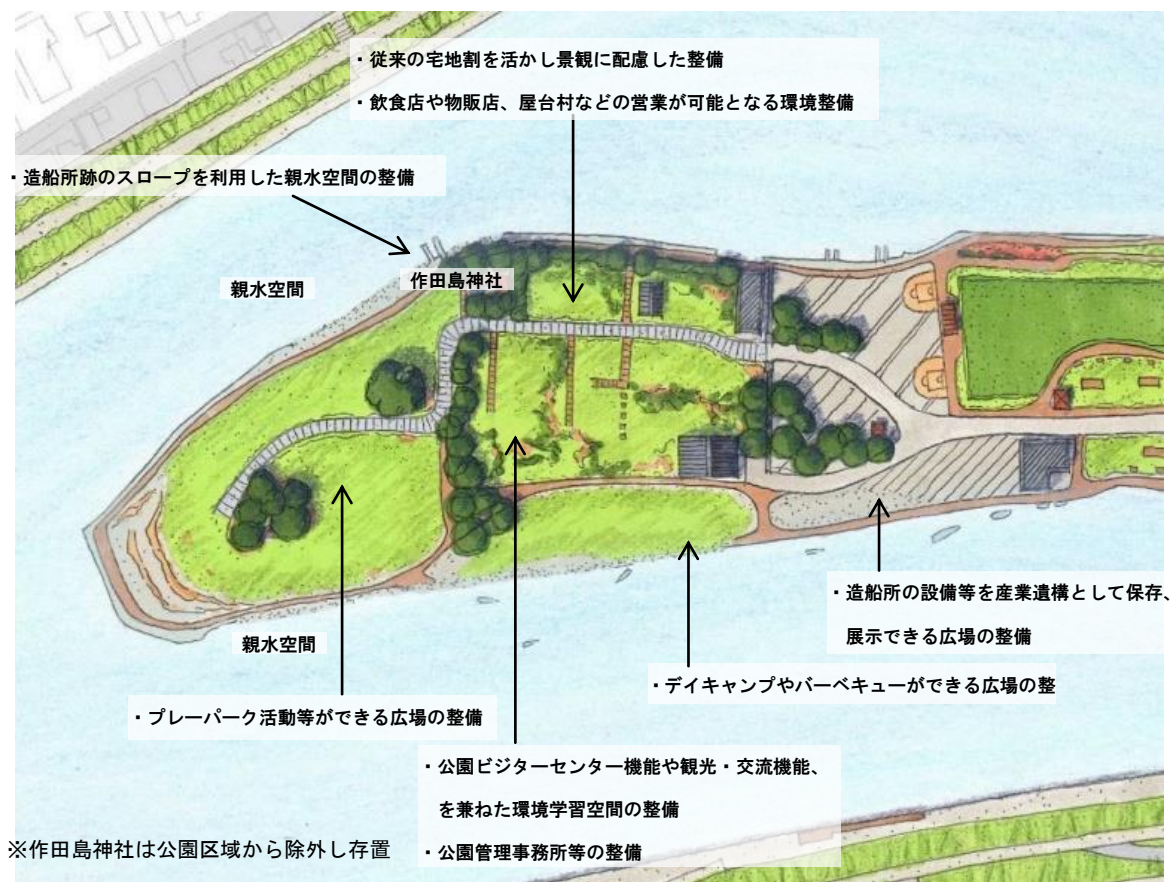 ・従来の宅地割を活かし景観に配慮した整備
・飲食店や物販店、屋台村などの営業が可能となる環境整備
・造船所跡のスロープを利用した親水空間の整備
作田島神社
親水空間
・造船所の設備等を産業遺構として保存、
展示できる広場の整備
親水空間
・デイキャンプやバーベキューができる広場の整
・プレーパーク活動等ができる広場の整備
・公園ビジターセンター機能や観光・交流機能、
を兼ねた環境学習空間の整備
・公園管理事務所等の整備
※作田島神社は公園区域から除外し存置